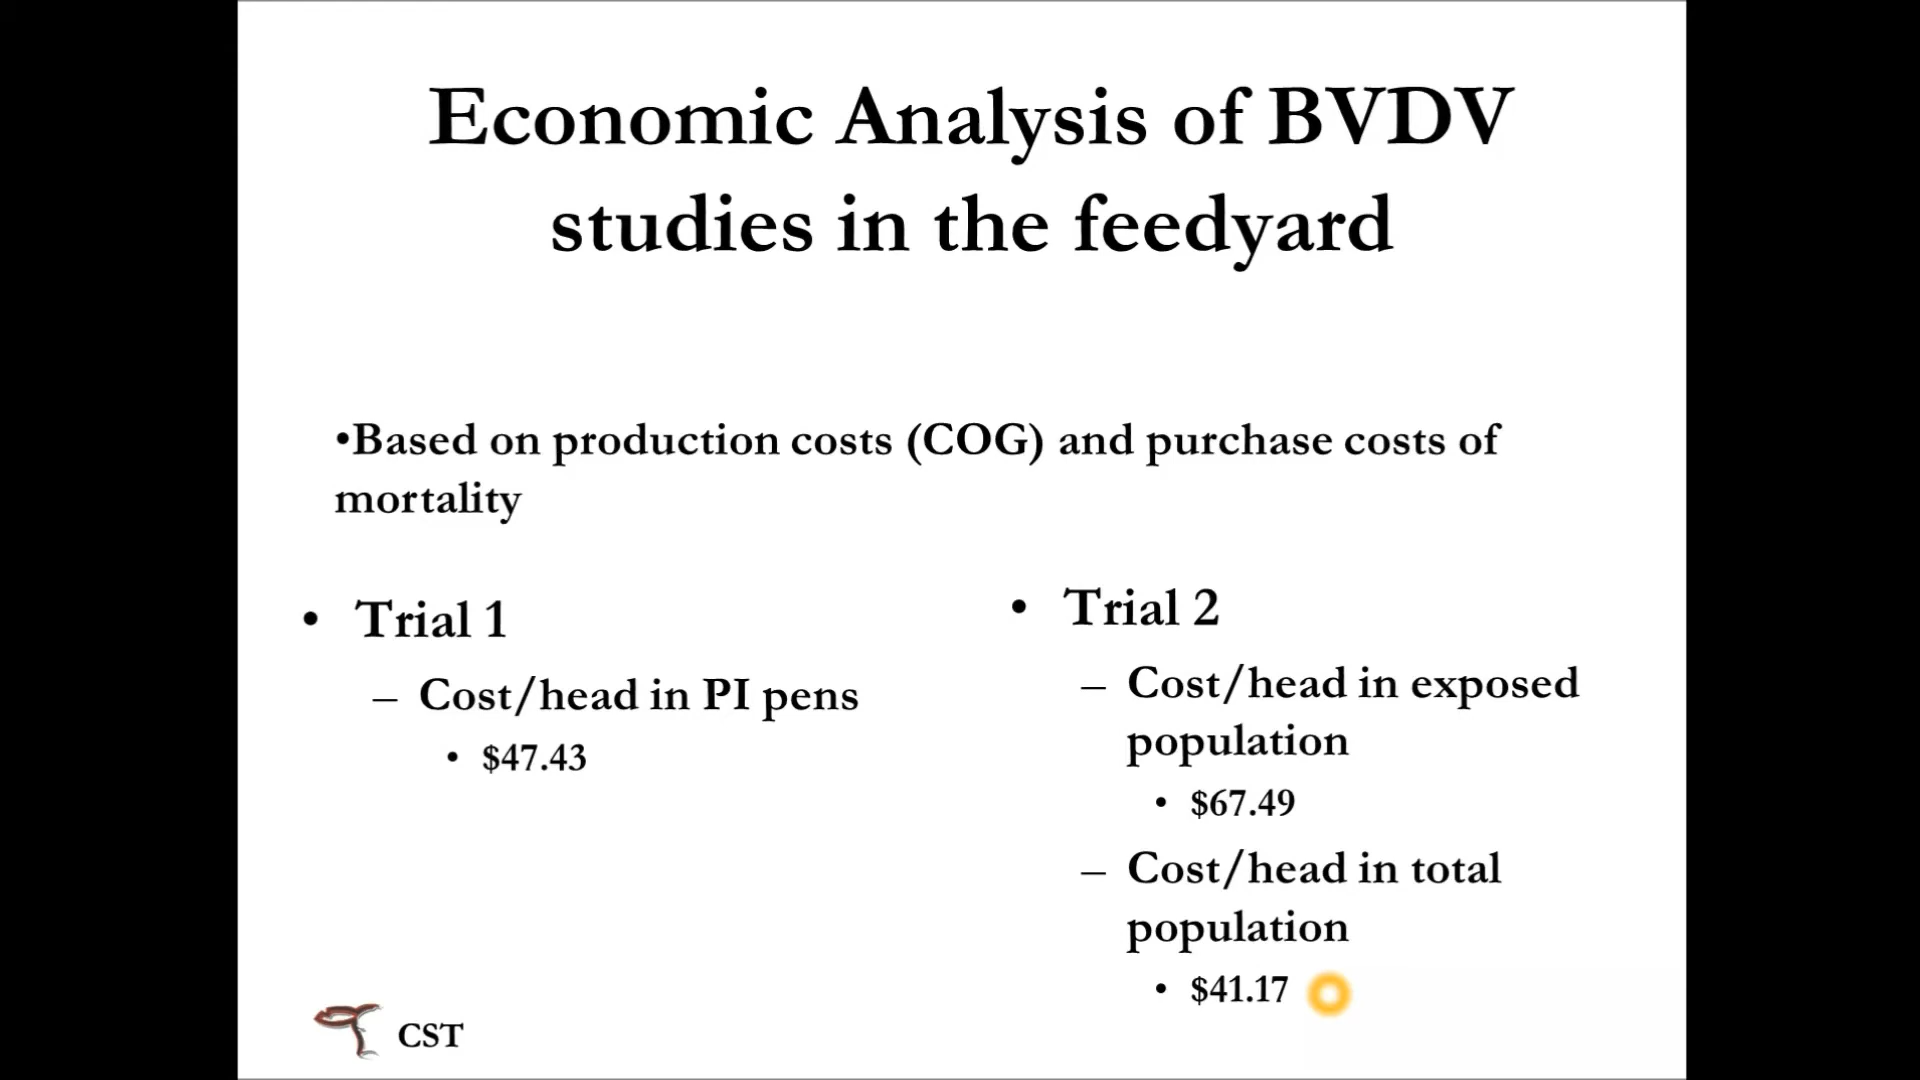 Economic Analysis of BVDV
studies in the feedyard
•Based on production costs (COG) and purchase costs of
mortality
• Trial 1
– Cost/head in PI pens
• $47.43
• Trial 2
– Cost/head in exposed
population
• $67.49
– Cost/head in total
population
• $41.17
CST